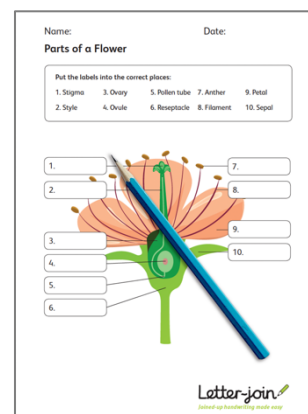 Name: Date:
Parts of a Flower
Put the labels into the correct places:
1. Stigma 3. Ovary 5. Pollen tube 7. Anther 9. Petal
2. Style 4. Ovule 6. Reseptacle 8. Filament 10. Sepal
1. 7.
2. 8.
9.
3. 10.
4.
5.
6.
Letter-join
Joined-up handwriting made easy